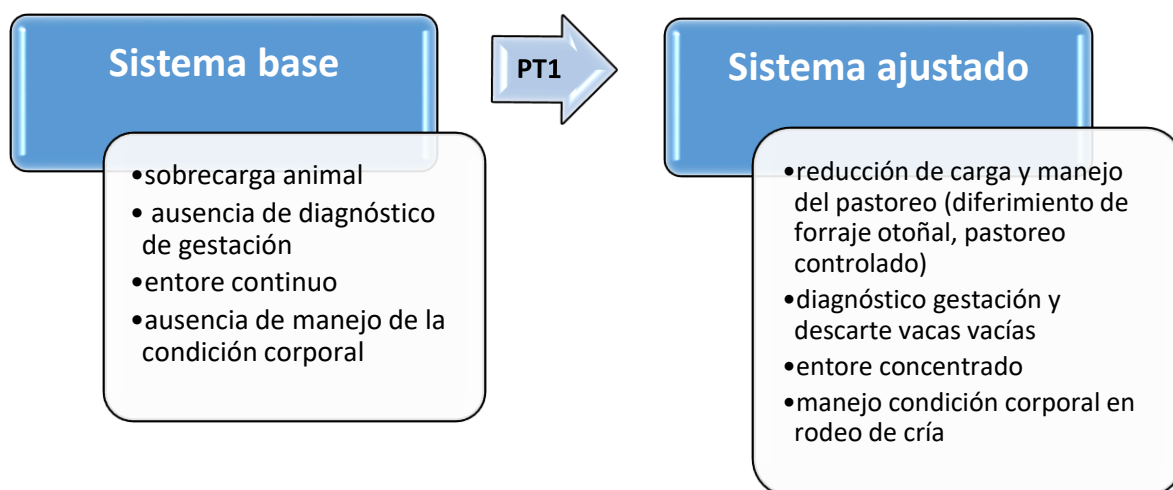 Sistema base
•sobrecarga animal
• ausencia de diagnóstico
de gestación
•entore continuo
•ausencia de manejo de la
condición corporal
PT1
Sistema ajustado
•reducción de carga y manejo
del pastoreo (diferimiento de
forraje otoñal, pastoreo
controlado)
•diagnóstico gestación y
descarte vacas vacías
•entore concentrado
•manejo condición corporal en
rodeo de cría